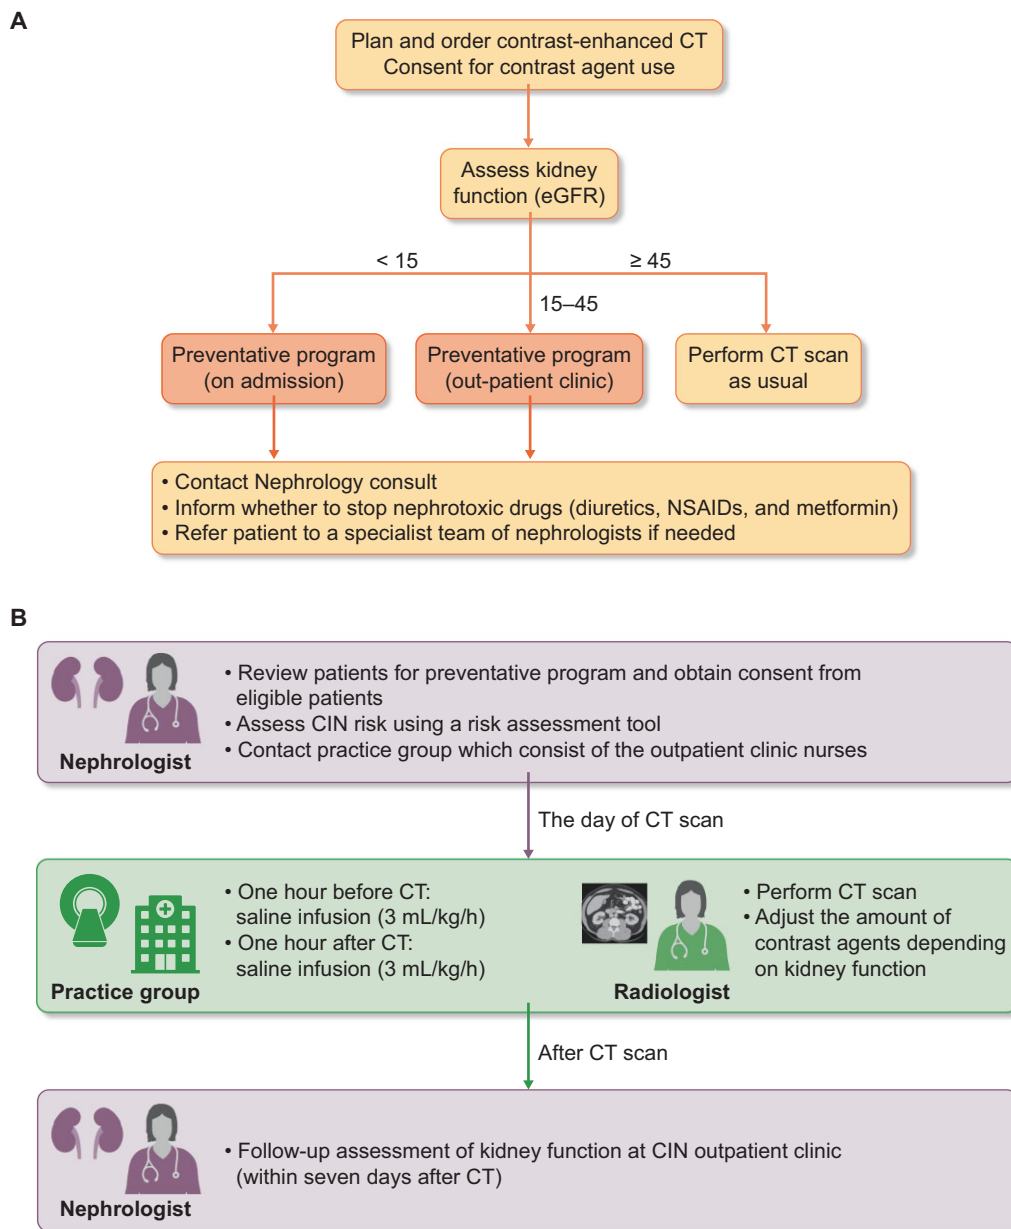 A
Plan and order contrast-enhanced CT
Consent for contrast agent use
Assess kidney
function (eGFR)
< 15
≥ 45
15–45
Preventative program
(on admission)
Preventative program
(out-patient clinic)
Perform CT scan
as usual
• Contact Nephrology consult
• Inform whether to stop nephrotoxic drugs (diuretics, NSAIDs, and metformin)
• Refer patient to a specialist team of nephrologists if needed
B
Nephrologist
• Review patients for preventative program and obtain consent from
eligible patients
• Assess CIN risk using a risk assessment tool
• Contact practice group which consist of the outpatient clinic nurses
The day of CT scan
Practice group
• One hour before CT:
saline infusion (3 mL/kg/h)
• One hour after CT:
saline infusion (3 mL/kg/h)
Radiologist
• Perform CT scan
• Adjust the amount of
contrast agents depending
on kidney function
After CT scan
Nephrologist
• Follow-up assessment of kidney function at CIN outpatient clinic
(within seven days after CT)